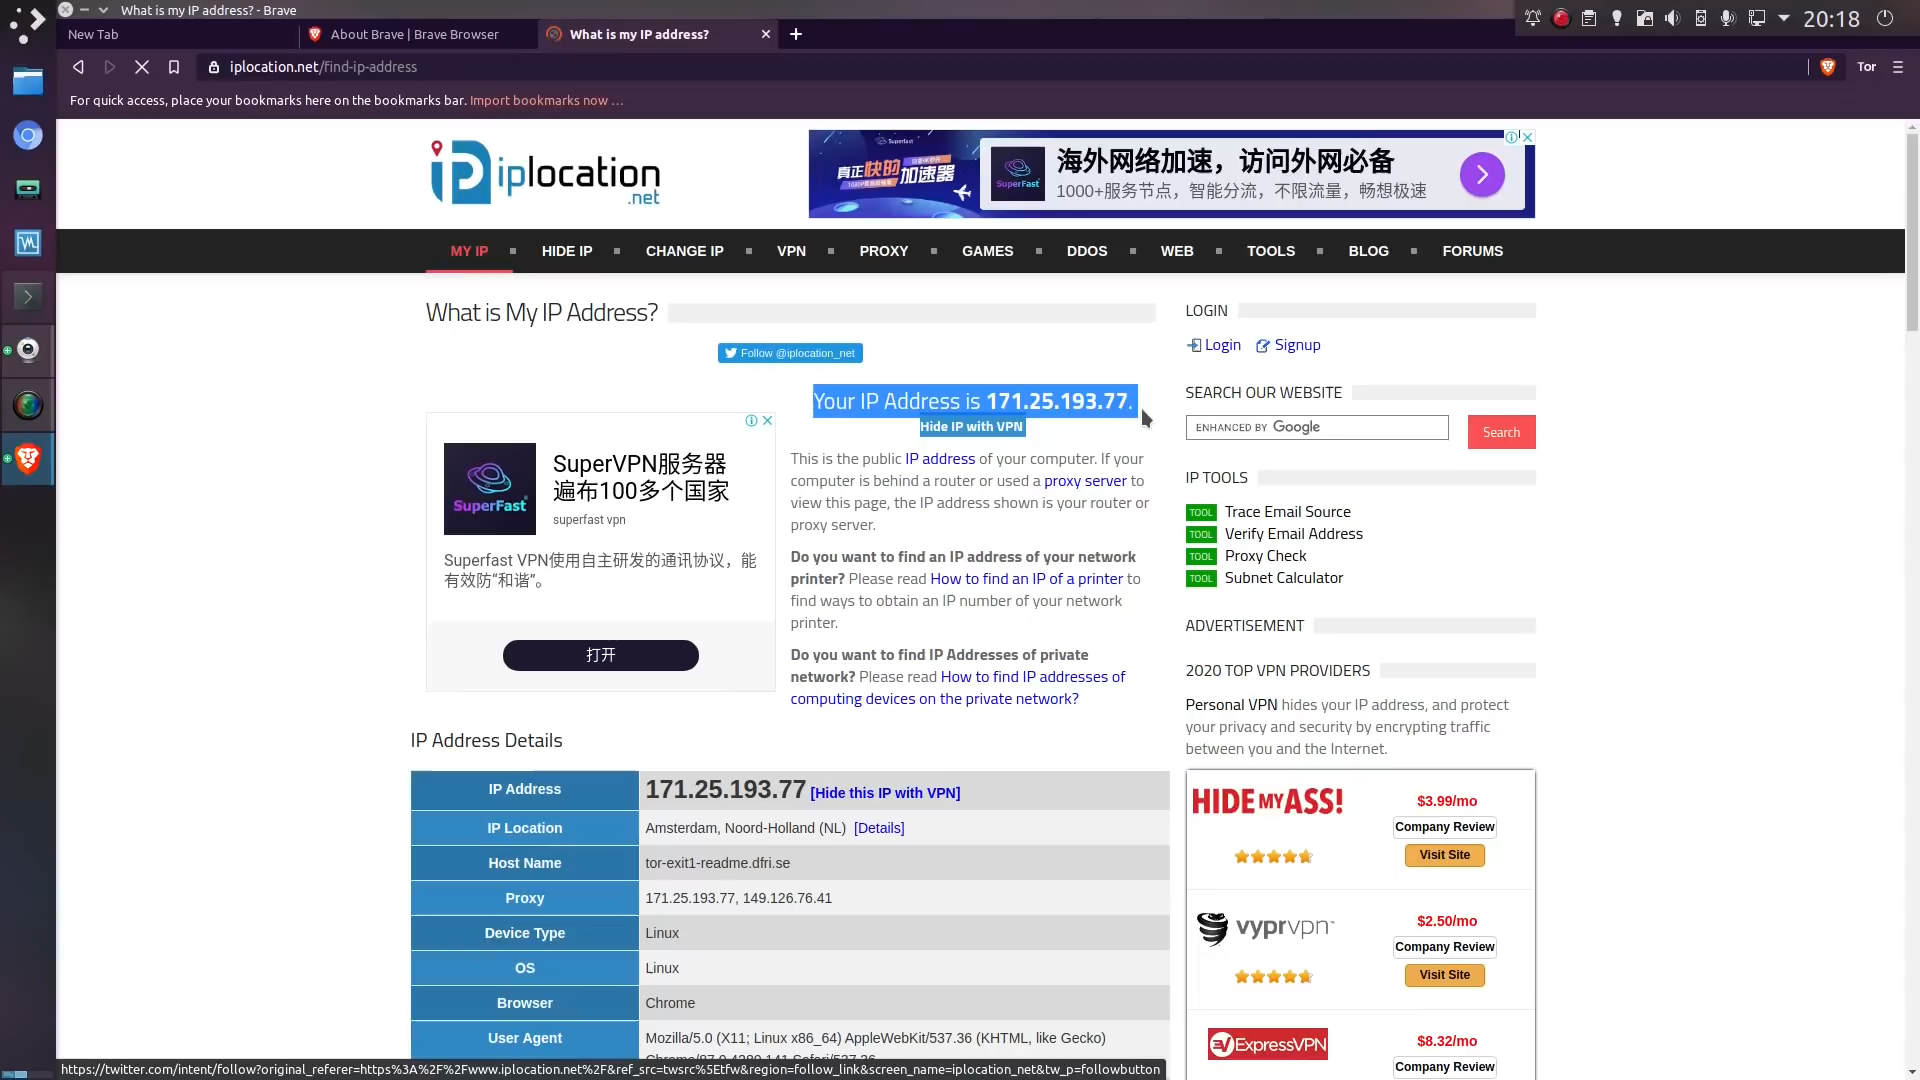 What is my IP address? - Brave
20:18
New Tab
About Brave | Brave Browser
What is my IP address?
iplocation.net/find-ip-address
Tor
For quick access, place your bookmarks here on the bookmarks bar. Import bookmarks now …
iplocation
.net
Superfast
真正快的
加速器
SuperFast
海外网络加速，访问外网必备
1000+服务节点，智能分流，不限流量，畅想极速
MY IP
HIDE IP
CHANGE IP
VPN
PROXY
GAMES
DDOS
WEB
TOOLS
BLOG
FORUMS
What is My IP Address?
Follow @iplocation_net
Your IP Address is 171.25.193.77.
Hide IP with VPN
SuperFast
SuperVPN服务器
遍布100多个国家
superfast vpn
Superfast VPN使用自主研发的通讯协议，能
有效防“和谐”。
打开
This is the public IP address of your computer. If your
computer is behind a router or used a proxy server to
view this page, the IP address shown is your router or
proxy server.
Do you want to find an IP address of your network
printer? Please read How to find an IP of a printer to
find ways to obtain an IP number of your network
printer.
Do you want to find IP Addresses of private
network? Please read How to find IP addresses of
computing devices on the private network?
IP Address Details
IP Address 171.25.193.77 [Hide this IP with VPN]
IP Location Amsterdam, Noord-Holland (NL) [Details]
Host Name tor-exit1-readme.dfri.se
Proxy 171.25.193.77, 149.126.76.41
Device Type Linux
OS Linux
Browser Chrome
User Agent Mozilla/5.0 (X11; Linux x86_64) AppleWebKit/537.36 (KHTML, like Gecko)
Chrome/87.0.4280.141 Safari/537.36
LOGIN
Login
Signup
SEARCH OUR WEBSITE
ENHANCED BY Google
Search
IP TOOLS
TOOL Trace Email Source
TOOL Verify Email Address
TOOL Proxy Check
TOOL Subnet Calculator
ADVERTISEMENT
2020 TOP VPN PROVIDERS
Personal VPN hides your IP address, and protect
your privacy and security by encrypting traffic
between you and the Internet.
HIDE MY ASS!
$3.99/mo
Company Review
Visit Site
vyprvpn™
$2.50/mo
Company Review
Visit Site
ExpressVPN
$8.32/mo
Company Review
https://twitter.com/intent/follow?original_referer=https%3A%2F%2Fwww.iplocation.net%2F&ref_src=twsrc%5Etfw&region=follow_link&screen_name=iplocation_net&tw_p=followbutton